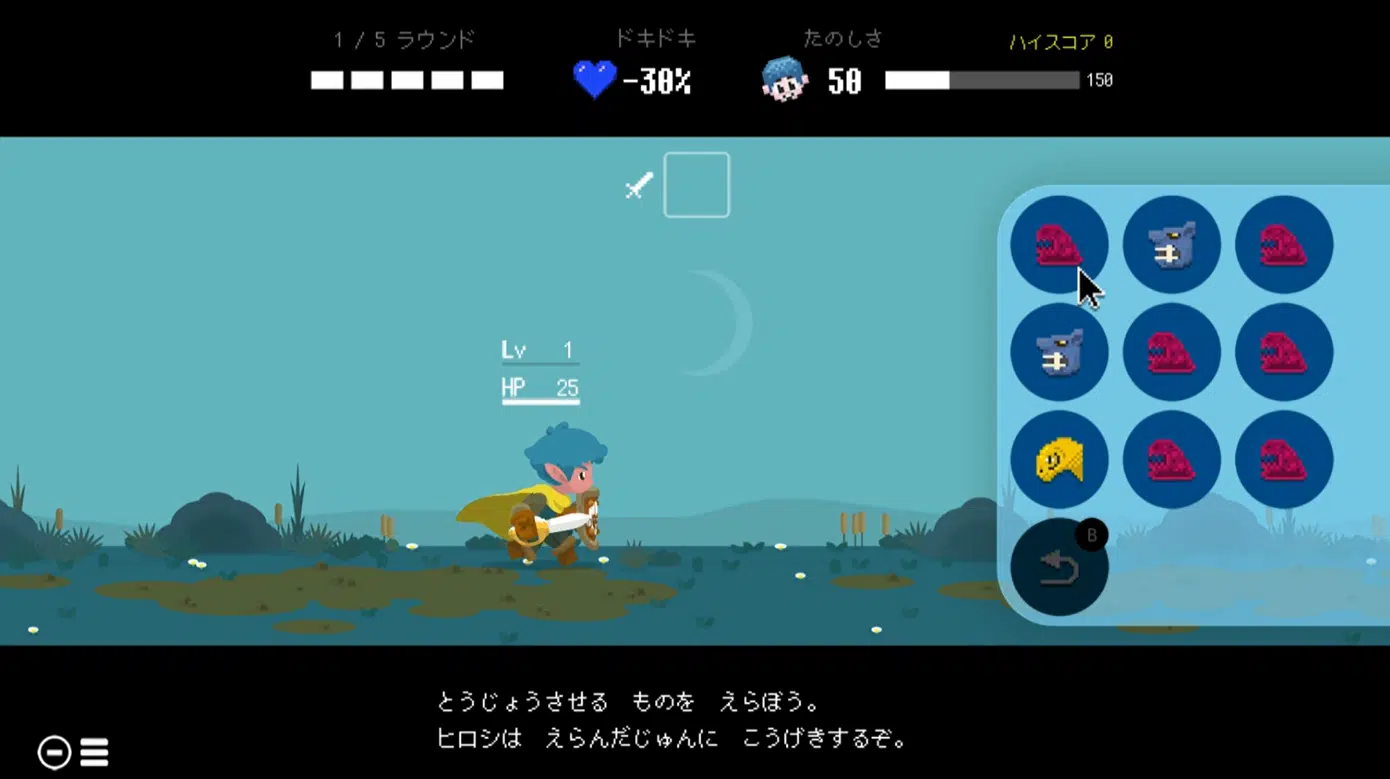 1 / 5 ラウンド
ドキドキ
たのしさ
ハイスコア 0
-30%
50
150
Lv 1
HP 25
B
とうじょうさせる ものを えらぼう。
ヒロシは えらんだじゅんに こうげきするぞ。